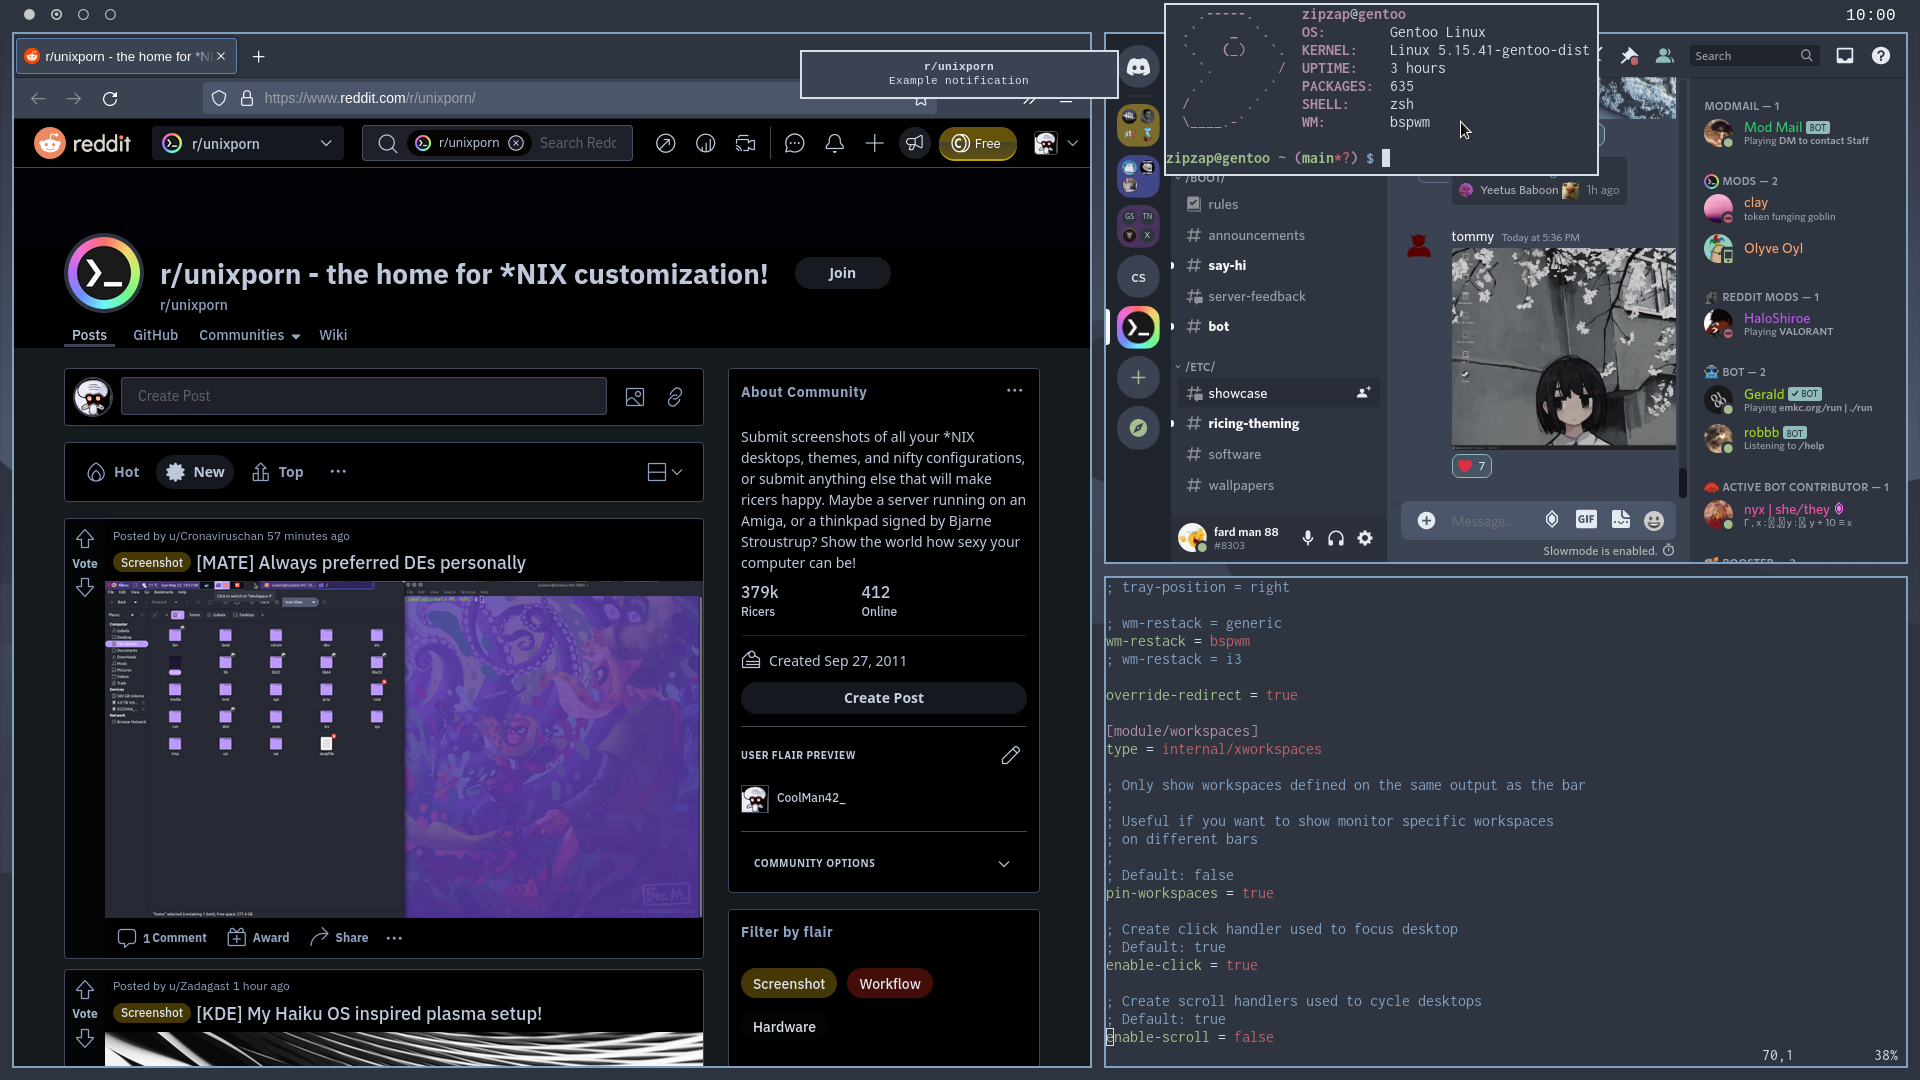 10:00
r/unixporn - the home for *NI
https://www.reddit.com/r/unixporn/
r/unixporn
Example notification
reddit
r/unixporn
r/unixporn
Search Redd
Free
r/unixporn - the home for *NIX customization!
Join
r/unixporn
Posts
GitHub
Communities
Wiki
Create Post
Hot
New
Top
Vote
Posted by u/Cronaviruschan 57 minutes ago
Screenshot
[MATE] Always preferred DEs personally
1 Comment
Award
Share
Vote
Posted by u/Zadagast 1 hour ago
Screenshot
[KDE] My Haiku OS inspired plasma setup!
About Community
Submit screenshots of all your *NIX
desktops, themes, and nifty configurations,
or submit anything else that will make
ricers happy. Maybe a server running on an
Amiga, or a thinkpad signed by Bjarne
Stroustrup? Show the world how sexy your
computer can be!
379k
412
Ricers
Online
Created Sep 27, 2011
Create Post
USER FLAIR PREVIEW
CoolMan42_
COMMUNITY OPTIONS
Filter by flair
Screenshot
Workflow
Hardware
zipzap@gentoo
OS: Gentoo Linux
KERNEL: Linux 5.15.41-gentoo-dist
UPTIME: 3 hours
PACKAGES: 635
SHELL: zsh
WM: bspwm
zipzap@gentoo ~ (main*?) $
GS TN
X
CS
/BOOT/
rules
# announcements
# say-hi
server-feedback
# bot
/ETC/
showcase
# ricing-theming
# software
# wallpapers
fard man 88
#8303
Search
Yeetus Baboon
1h ago
tommy Today at 5:36 PM
7
Message...
GIF
Slowmode is enabled.
MODMAIL — 1
Mod Mail BOT
Playing DM to contact Staff
MODS — 2
clay
token funging goblin
Olyve Oyl
REDDIT MODS — 1
HaloShiroe
Playing VALORANT
BOT — 2
Gerald BOT
Playing emkc.org/run | ./run
robbb BOT
Listening to /help
ACTIVE BOT CONTRIBUTOR — 1
nyx | she/they
; tray-position = right
; wm-restack = generic
wm-restack = bspwm
; wm-restack = i3
override-redirect = true
[module/workspaces]
type = internal/xworkspaces
; Only show workspaces defined on the same output as the bar
;
; Useful if you want to show monitor specific workspaces
; on different bars
;
; Default: false
pin-workspaces = true
; Create click handler used to focus desktop
; Default: true
enable-click = true
; Create scroll handlers used to cycle desktops
; Default: true
enable-scroll = false
70,1
38%